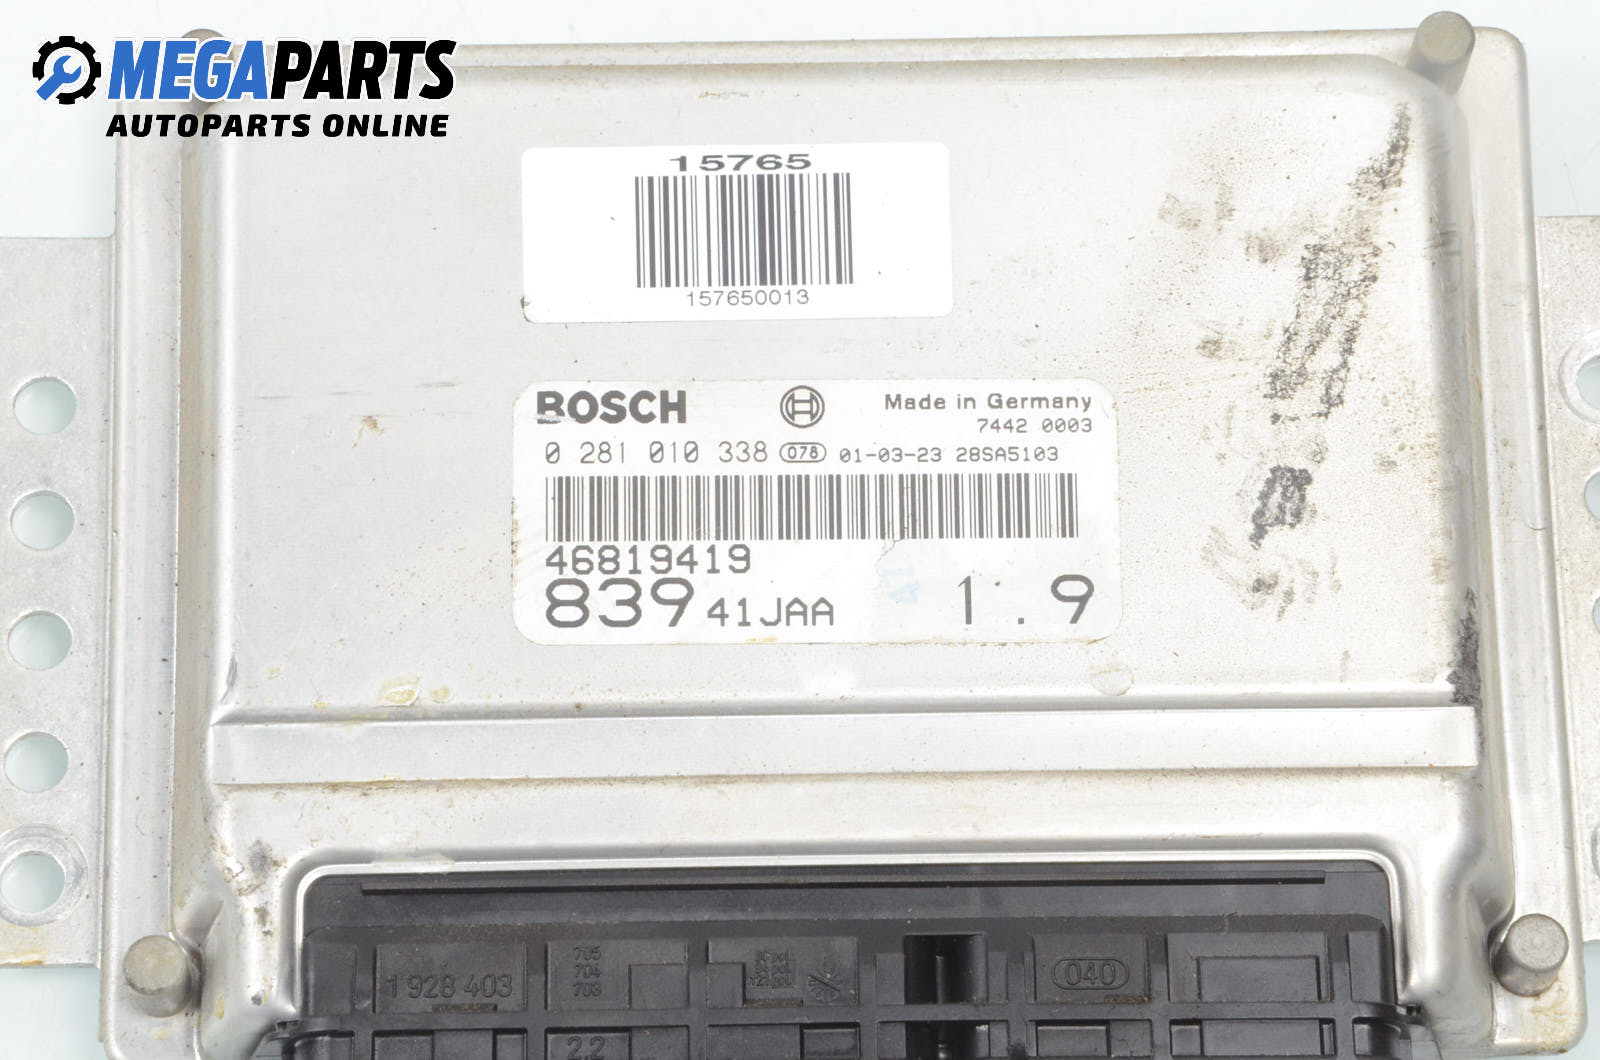 MEGAPARTS
AUTOPARTS ONLINE
15765
157650013
BOSCH
Made in Germany
7442 0003
0 281 010 338 078 01-03-23 28SA5103
46819419
839 41JAA 1.9
1 928 403
705
704
703
040
2.2